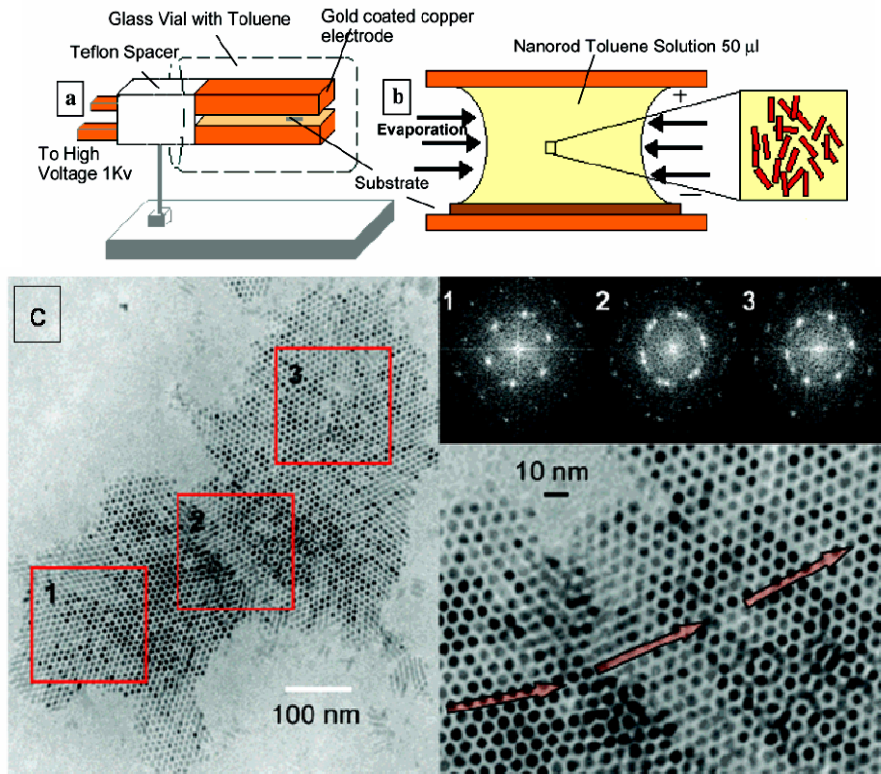 Glass Vial with Toluene
Gold coated copper
electrode
Teflon Spacer
a
To High
Voltage 1Kv
Substrate
Nanorod Toluene Solution 50 µl
b
+
Evaporation
–
C
3
2
1
100 nm
1
2
3
10 nm